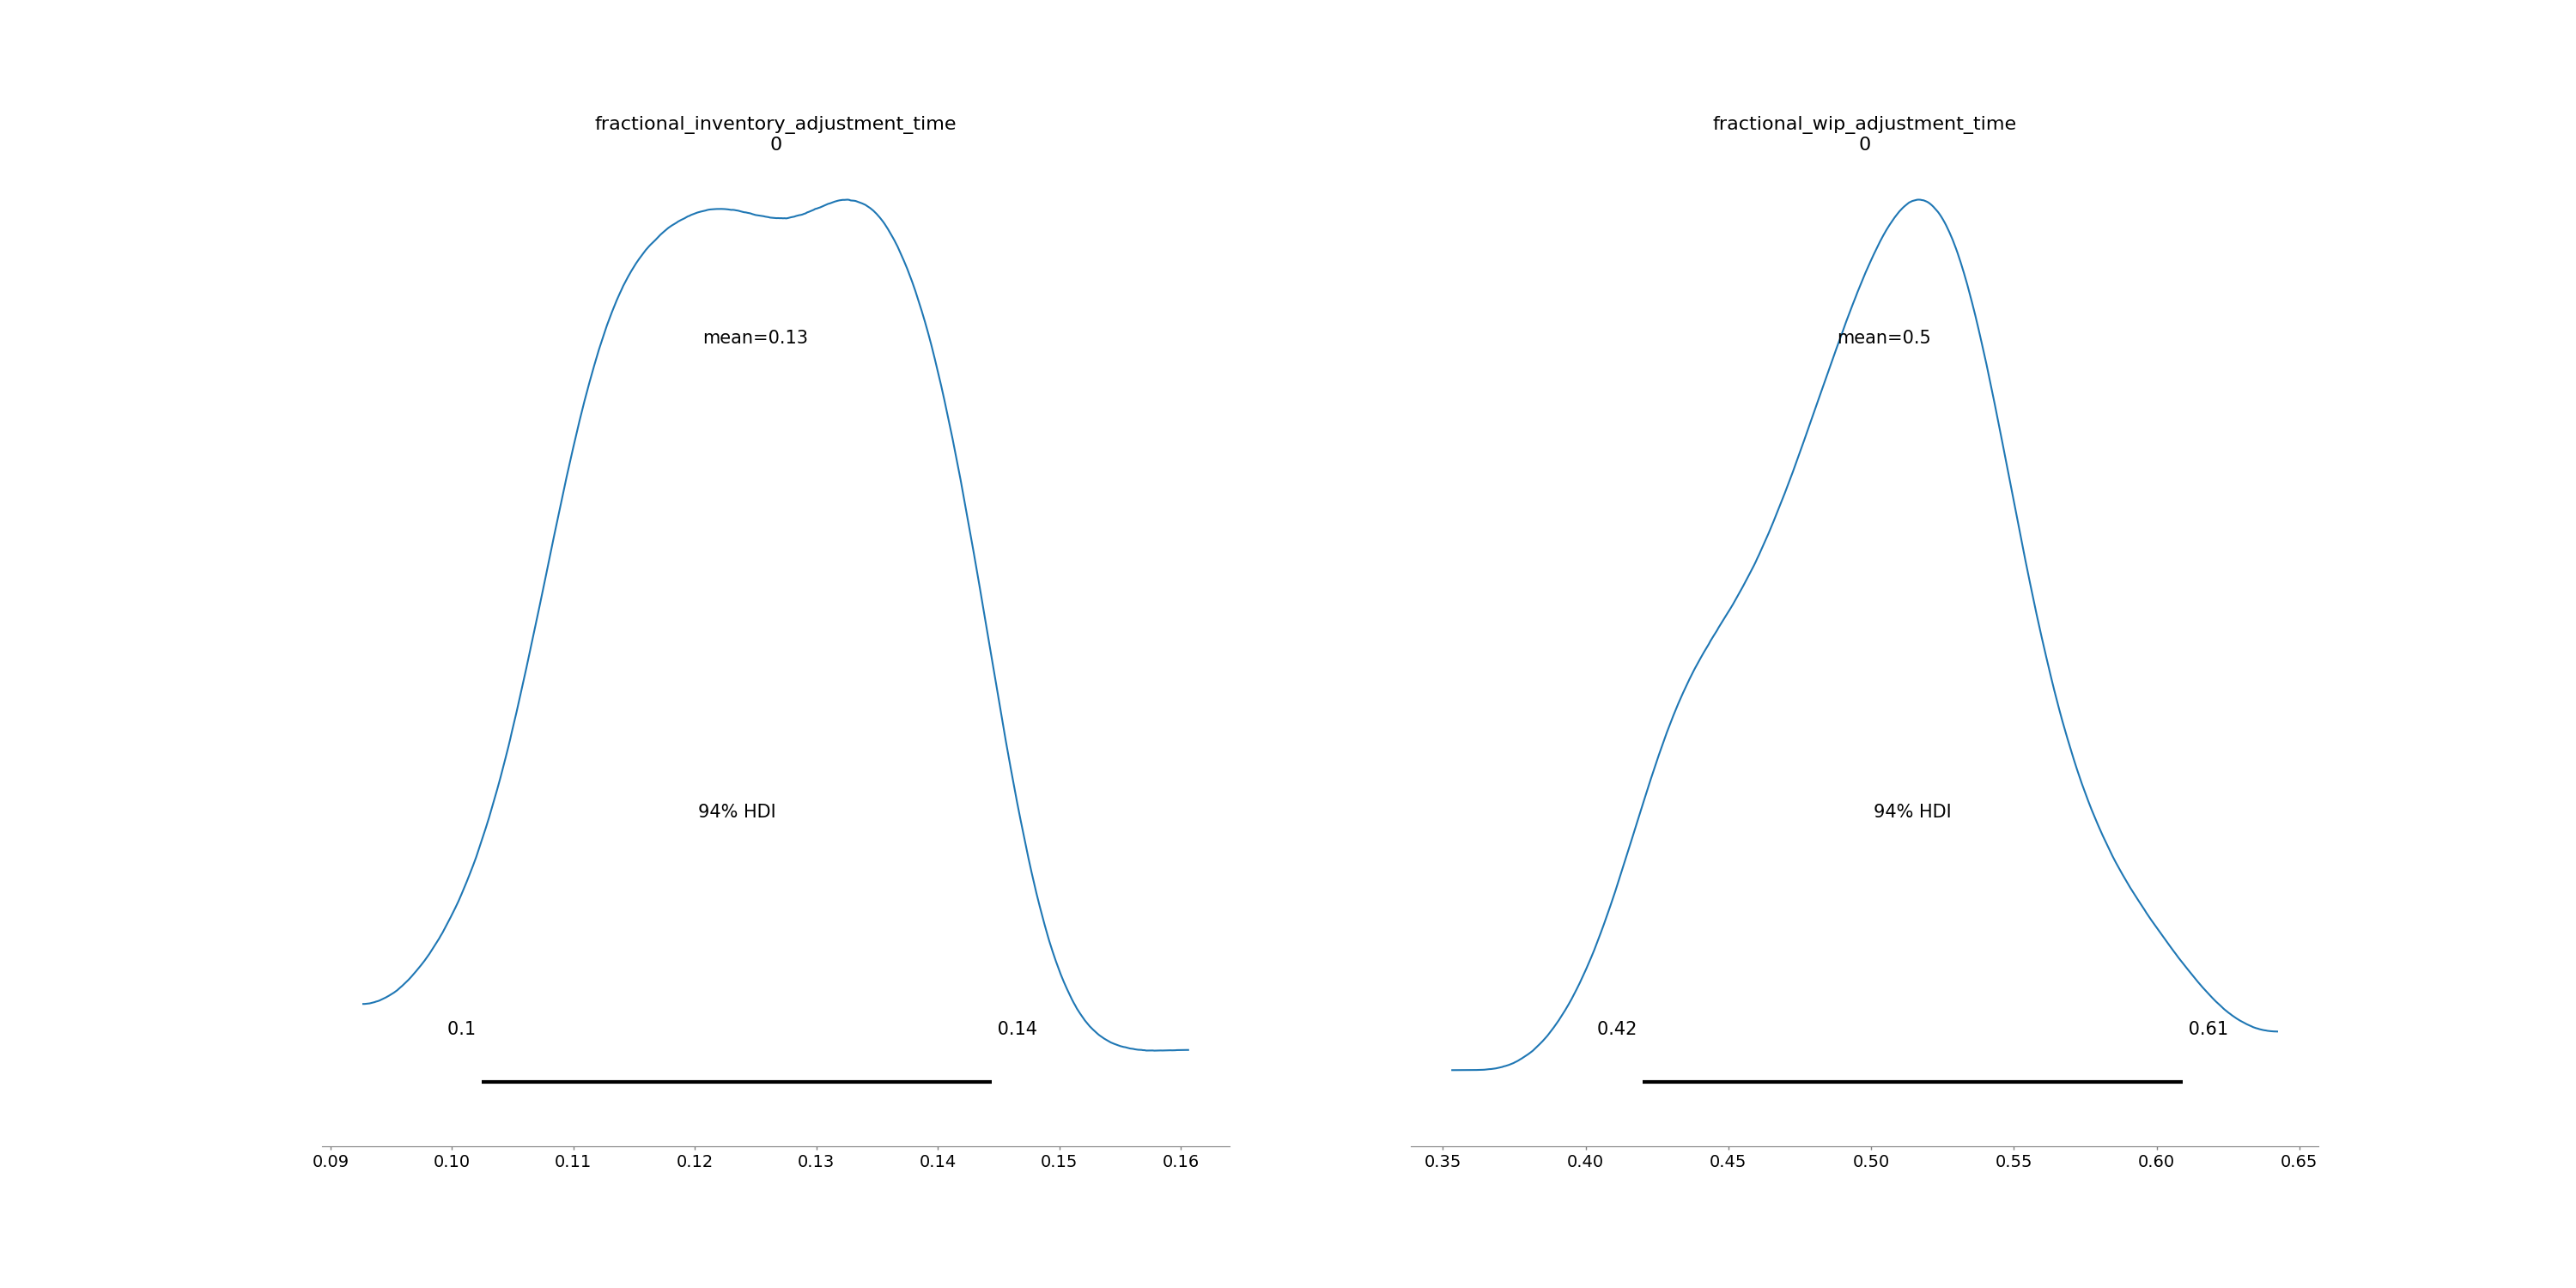 fractional_inventory_adjustment_time
0
mean=0.13
94% HDI
0.1
0.14
0.09 0.10 0.11 0.12 0.13 0.14 0.15 0.16
fractional_wip_adjustment_time
0
mean=0.5
94% HDI
0.42
0.61
0.35 0.40 0.45 0.50 0.55 0.60 0.65